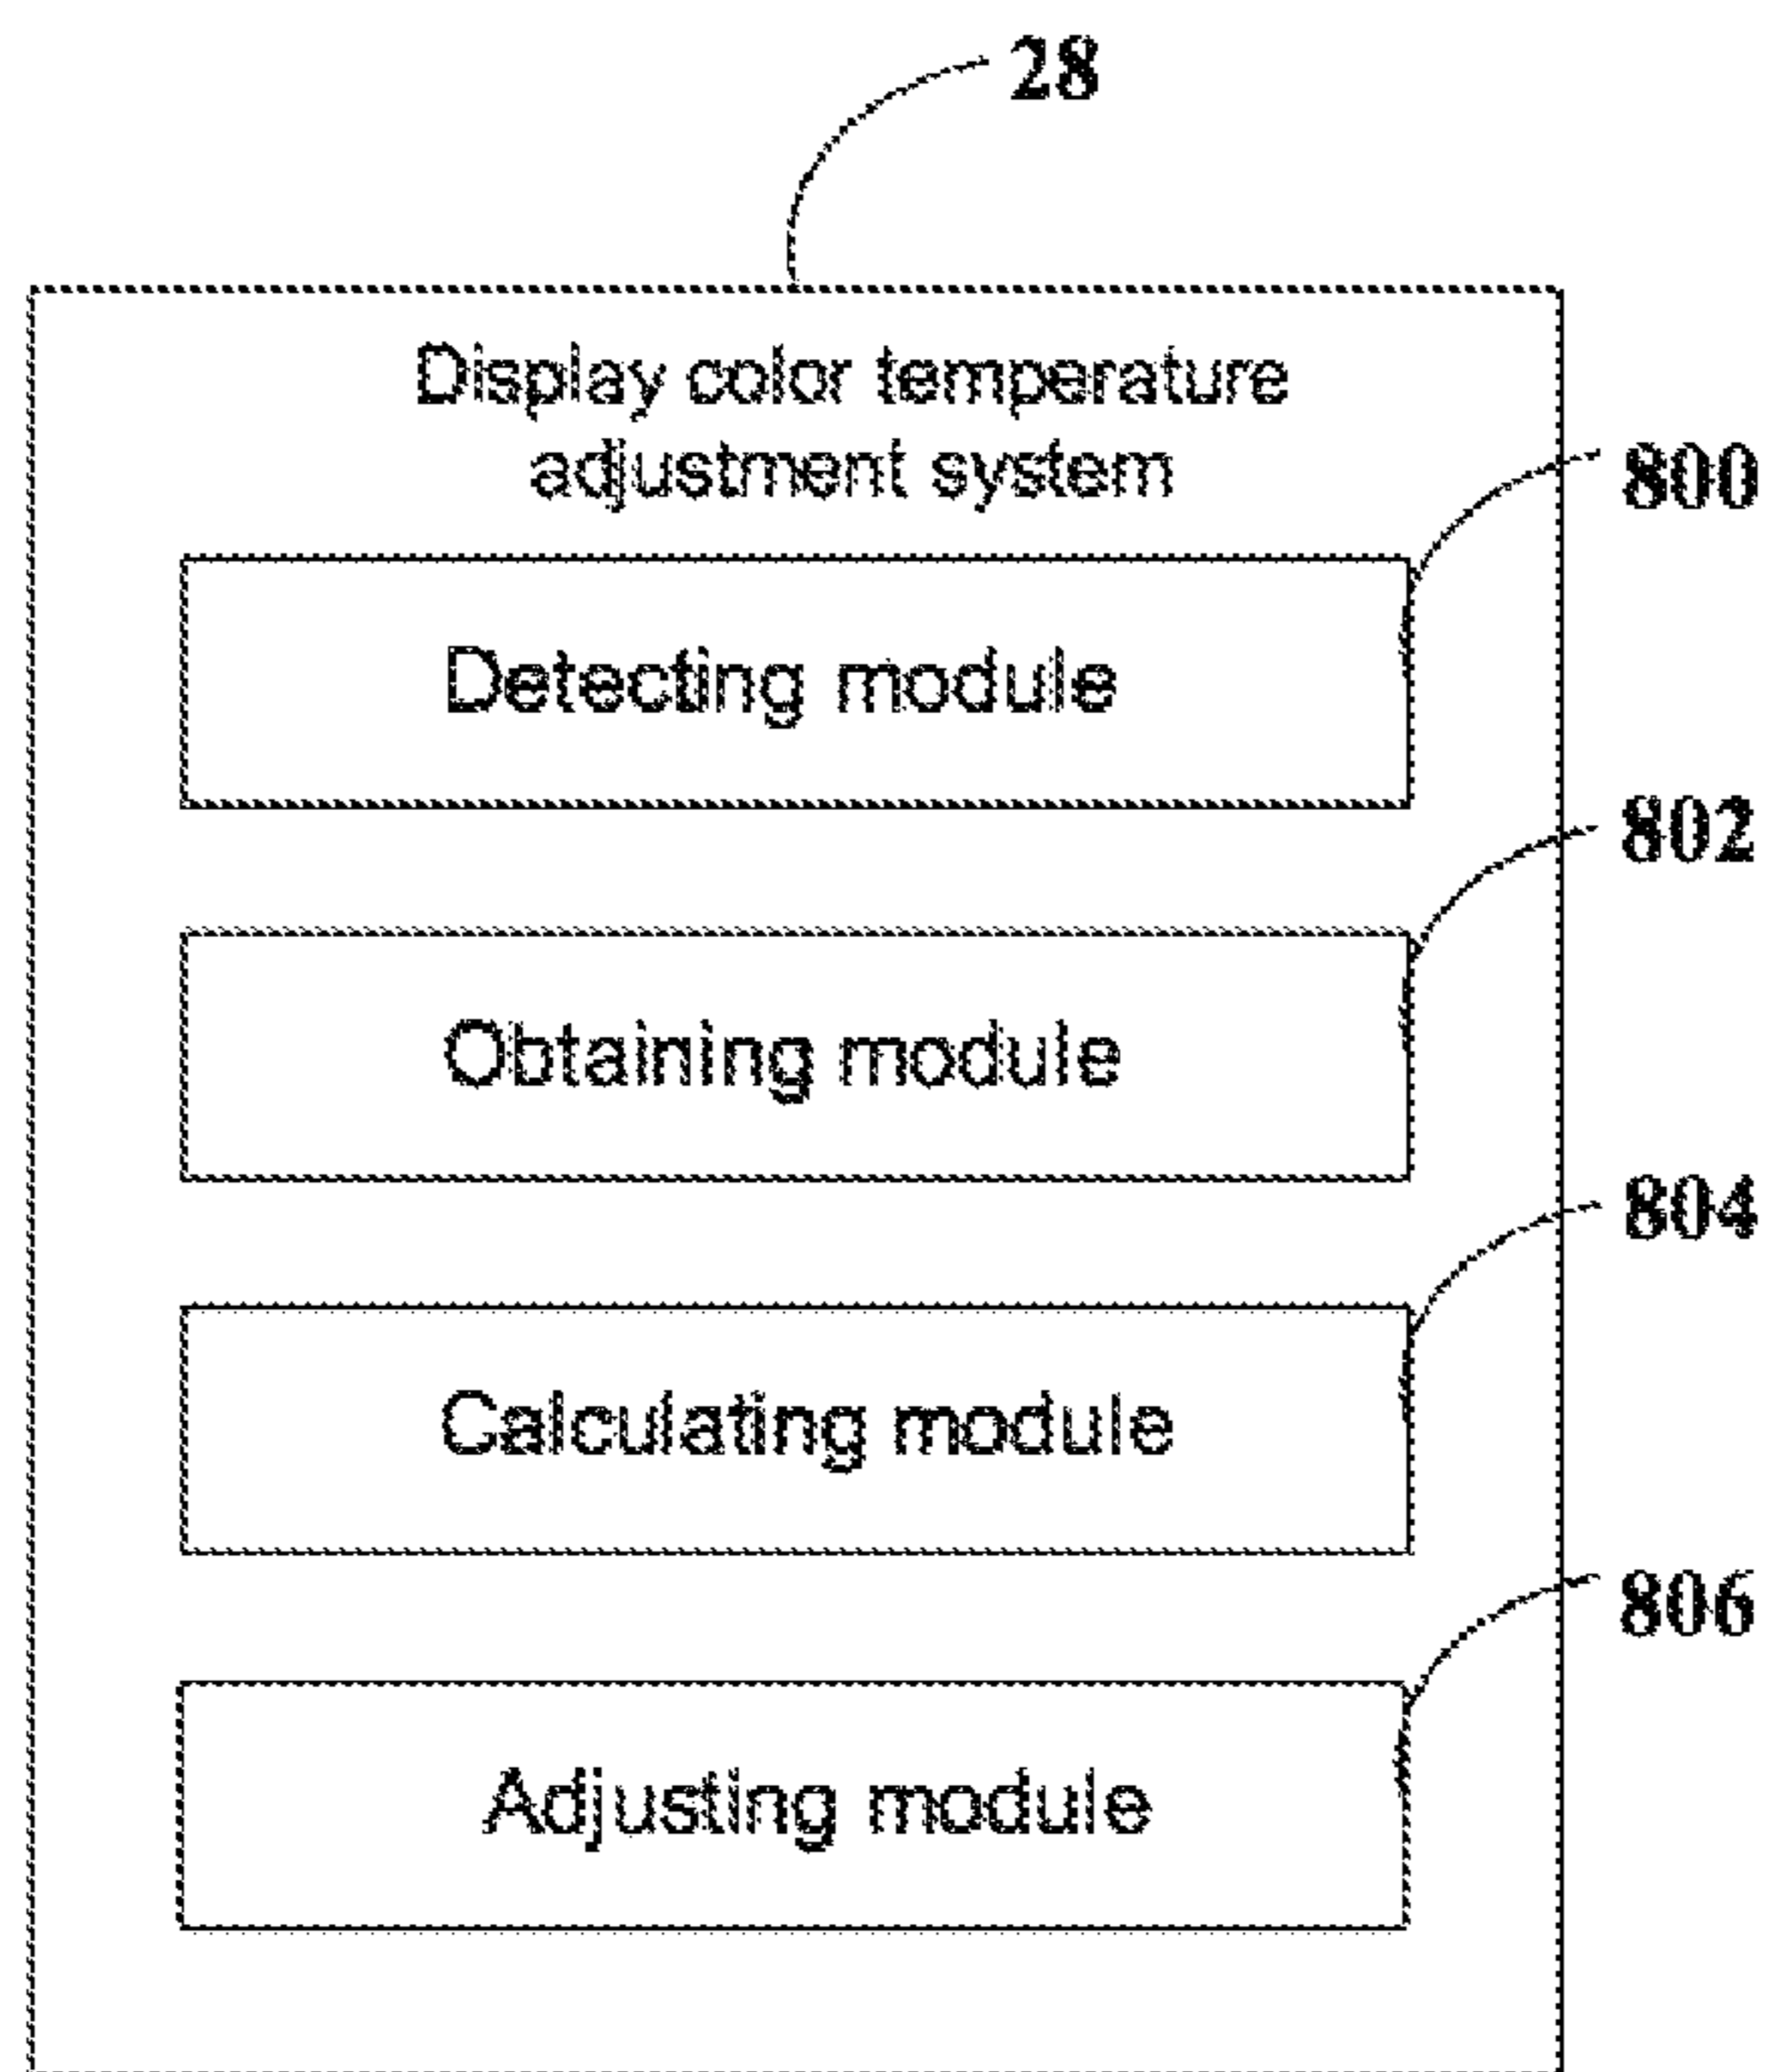 28
Display color temperature
adjustment system
800
Detecting module
802
Obtaining module
804
Calculating module
806
Adjusting module